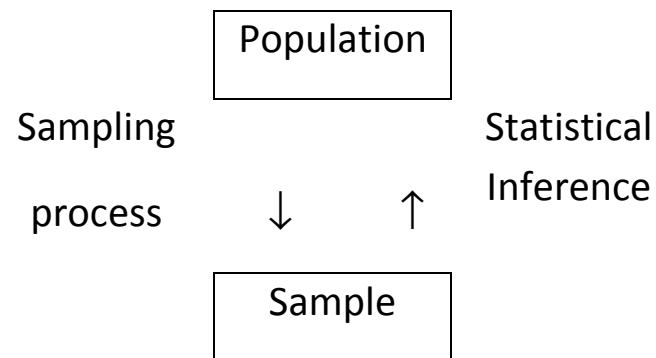 Population
Sampling
process
↓ ↑
Statistical
Inference
Sample